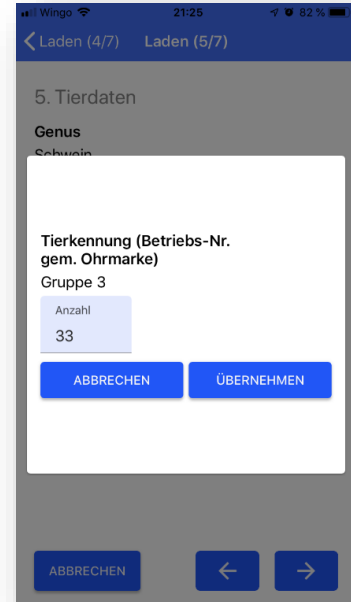 Wingo 21:25 82 %
Laden (4/7) Laden (5/7)
5. Tierdaten
Genus
Schwein
Tierkennung (Betriebs-Nr.
gem. Ohrmarke)
Gruppe 3
Anzahl
33
ABBRECHEN ÜBERNEHMEN
ABBRECHEN